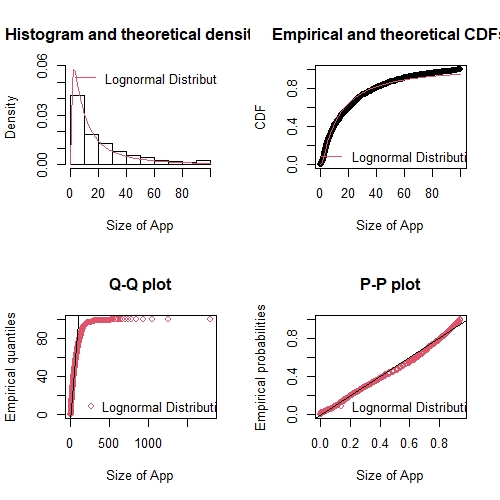 Histogram and theoretical densit
Density
0.00 0.03 0.06
Lognormal Distribut
0 20 40 60 80
Size of App
Empirical and theoretical CDFs
CDF
0.0 0.4 0.8
Lognormal Distributi
0 20 40 60 80
Size of App
Q-Q plot
Empirical quantiles
0 40 80
Lognormal Distributi
0 500 1000
Size of App
P-P plot
Empirical probabilities
0.0 0.4 0.8
Lognormal Distributi
0.0 0.2 0.4 0.6 0.8
Size of App